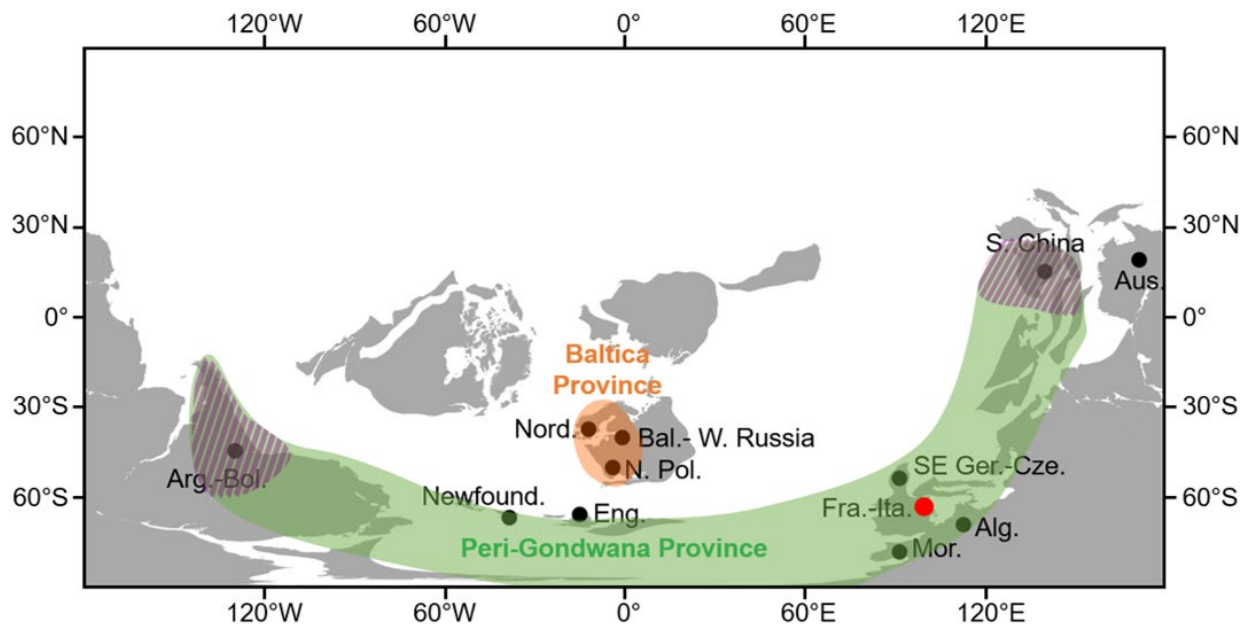 120°W 60°W 0° 60°E 120°E
60°N 60°N
30°N 30°N
S. China
Aus.
0° 0°
Baltica
Province
30°S 30°S
Nord. Bal.- W. Russia
N. Pol. SE Ger.-Cze.
Arg.-Bol.
60°S 60°S
Newfound. Eng. Fra.-Ita.
Alg.
Peri-Gondwana Province Mor.
120°W 60°W 0° 60°E 120°E